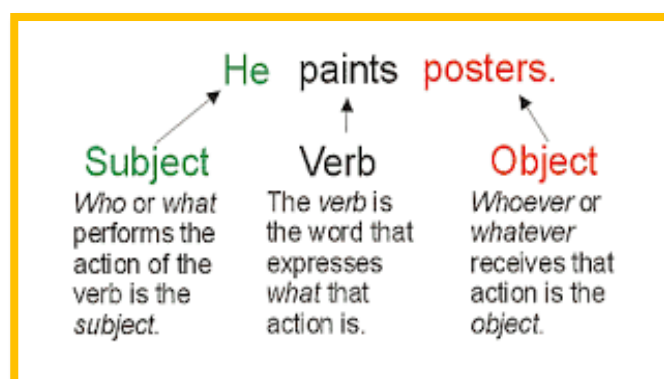 He paints posters.
Subject
Who or what
performs the
action of the
verb is the
subject.
Verb
The verb is
the word that
expresses
what that
action is.
Object
Whoever or
whatever
receives that
action is the
object.